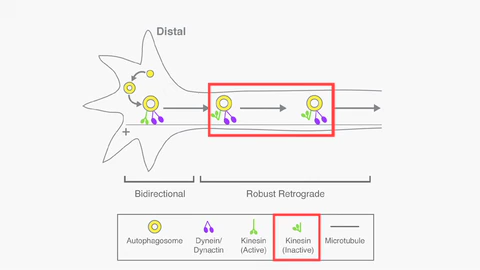 Distal
+
Bidirectional
Robust Retrograde
Autophagosome
Dynein/
Dynactin
Kinesin
(Active)
Kinesin
(Inactive)
Microtubule